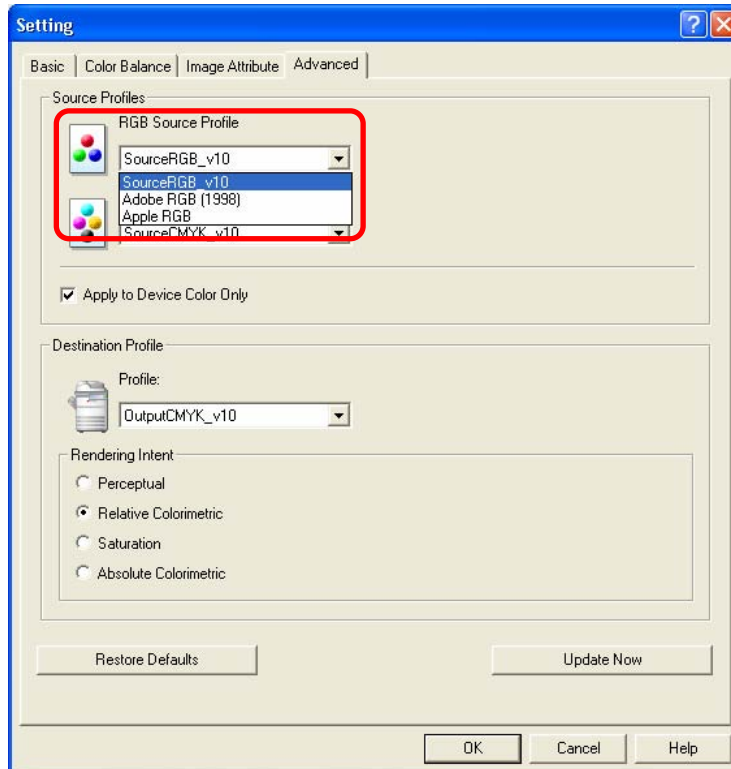 Setting
Basic Color Balance Image Attribute Advanced
Source Profiles
RGB Source Profile
SourceRGB_v10
SourceRGB_v10
Adobe RGB (1998)
Apple RGB
SourceCMYK_v10
Apply to Device Color Only
Destination Profile
Profile:
OutputCMYK_v10
Rendering Intent
Perceptual
Relative Colorimetric
Saturation
Absolute Colorimetric
Restore Defaults Update Now
OK Cancel Help